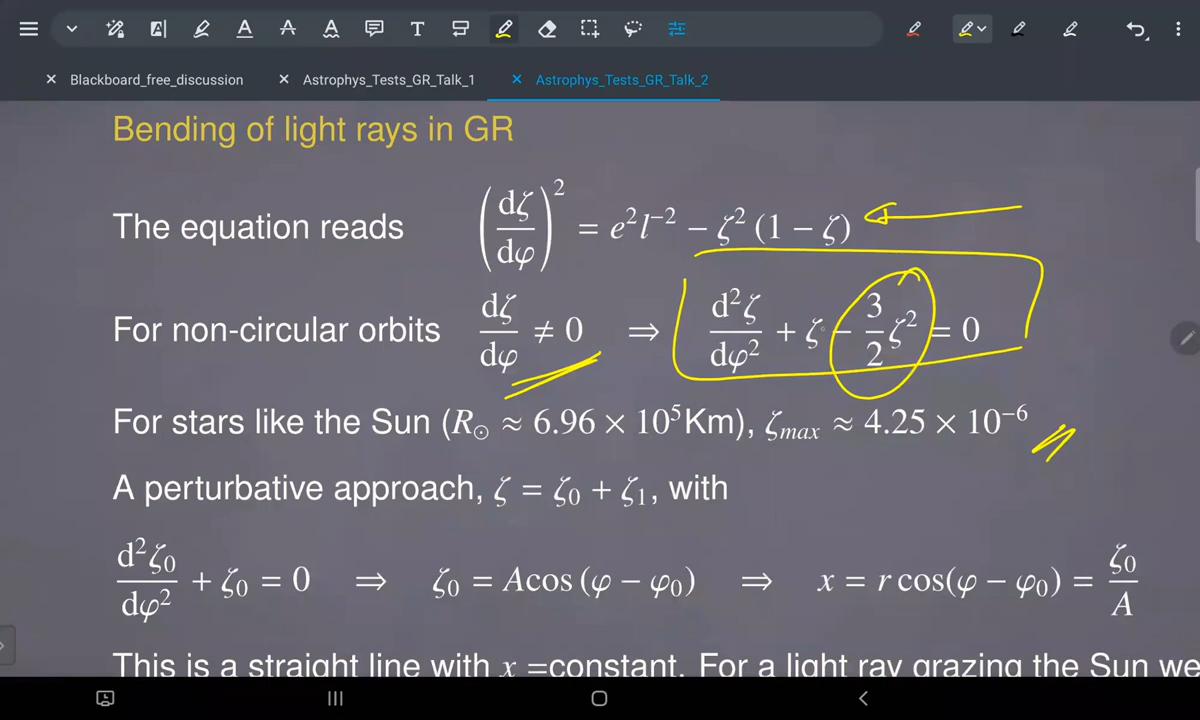 Blackboard_free_discussion
Astrophys_Tests_GR_Talk_1
Astrophys_Tests_GR_Talk_2
Bending of light rays in GR
The equation reads (dζ/dφ)² = e²l⁻² − ζ² (1 − ζ)
For non-circular orbits dζ/dφ ≠ 0 ⇒ d²ζ/dφ² + ζ − 3/2 ζ² = 0
For stars like the Sun (R⊙ ≈ 6.96 × 10⁵Km), ζmax ≈ 4.25 × 10⁻⁶
A perturbative approach, ζ = ζ₀ + ζ₁, with
d²ζ₀/dφ² + ζ₀ = 0 ⇒ ζ₀ = Acos (φ − φ₀) ⇒ x = r cos(φ − φ₀) = ζ₀/A
This is a straight line with x =constant. For a light ray grazing the Sun we